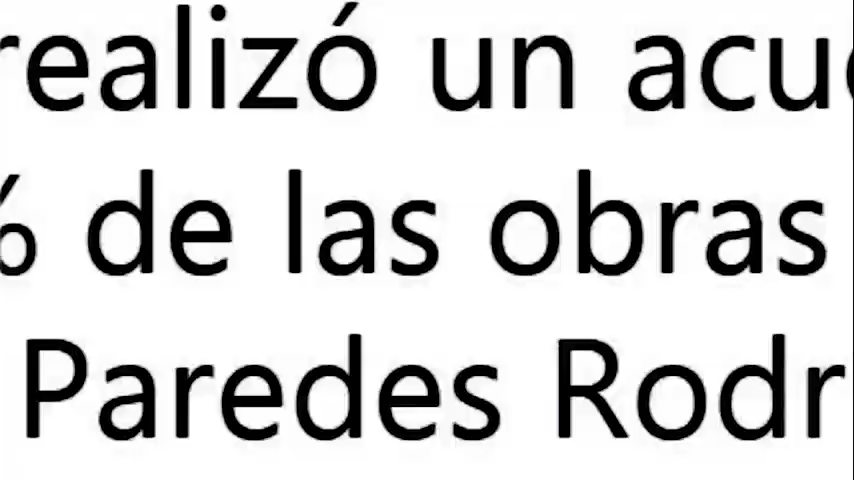 realizó un acu
% de las obras
Paredes Rodr